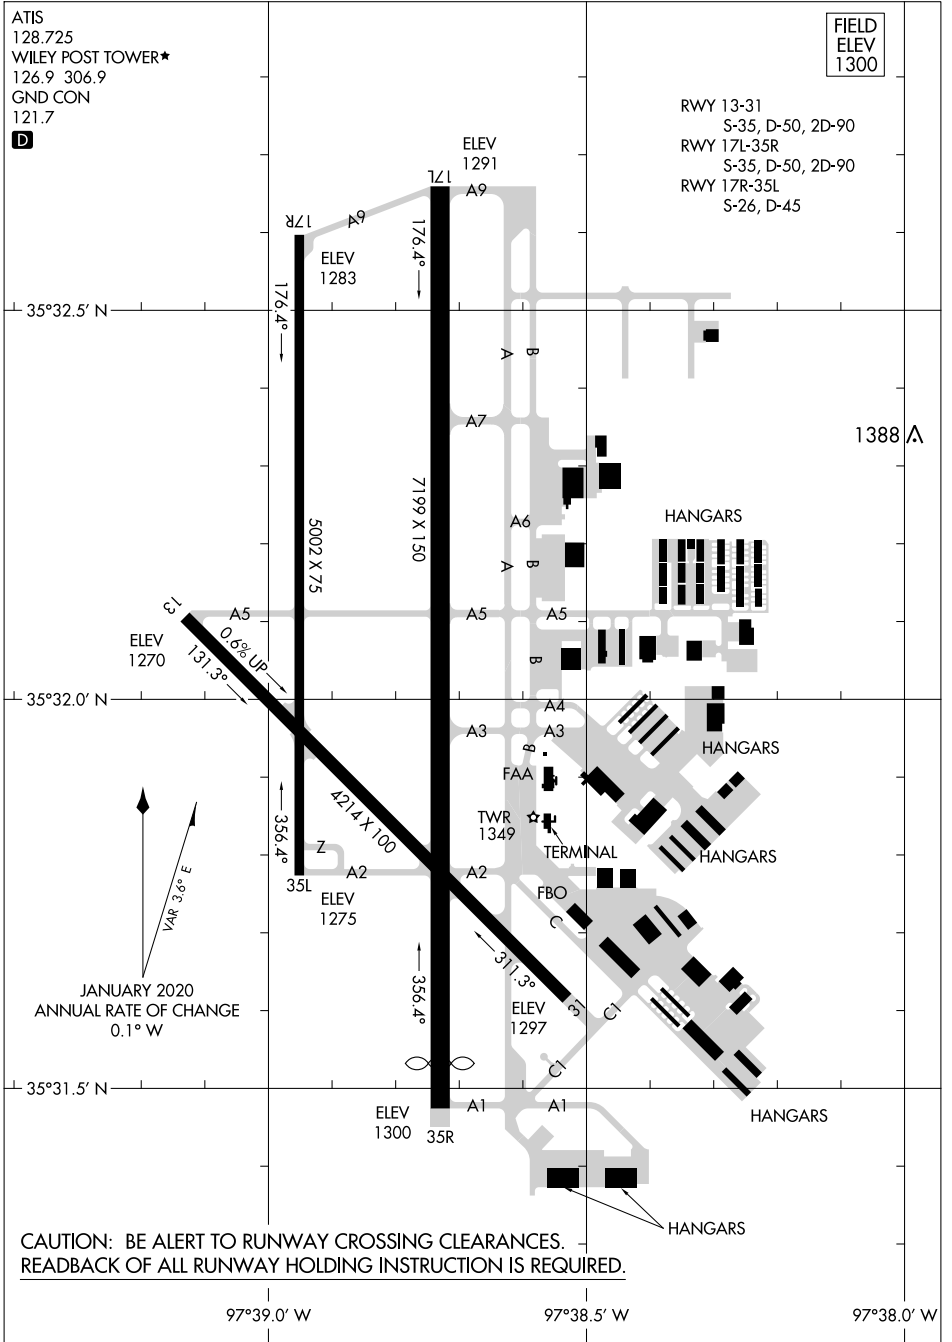 ATIS
128.725
WILEY POST TOWER★
126.9 306.9
GND CON
121.7
D
FIELD
ELEV
1300
RWY 13-31
S-35, D-50, 2D-90
RWY 17L-35R
S-35, D-50, 2D-90
RWY 17R-35L
S-26, D-45
ELEV
1291
17L
A9
17R
A9
176.4°
ELEV
1283
176.4°
35°32.5' N
A
B
A7
1388
7199 X 150
5002 X 75
A6
HANGARS
A
B
13
A5
A5
A5
ELEV
1270
0.6% UP
131.3°
B
35°32.0' N
A4
A3
A3
HANGARS
B
FAA
4214 X 100
356.4°
TWR
1349
TERMINAL
HANGARS
Z
A2
A2
35L
ELEV
1275
FBO
C
VAR 3.6° E
311.3°
356.4°
JANUARY 2020
ANNUAL RATE OF CHANGE
0.1° W
ELEV
1297
31
C1
C1
35°31.5' N
ELEV
1300
35R
A1
A1
HANGARS
HANGARS
CAUTION: BE ALERT TO RUNWAY CROSSING CLEARANCES.
READBACK OF ALL RUNWAY HOLDING INSTRUCTION IS REQUIRED.
97°39.0' W
97°38.5' W
97°38.0' W